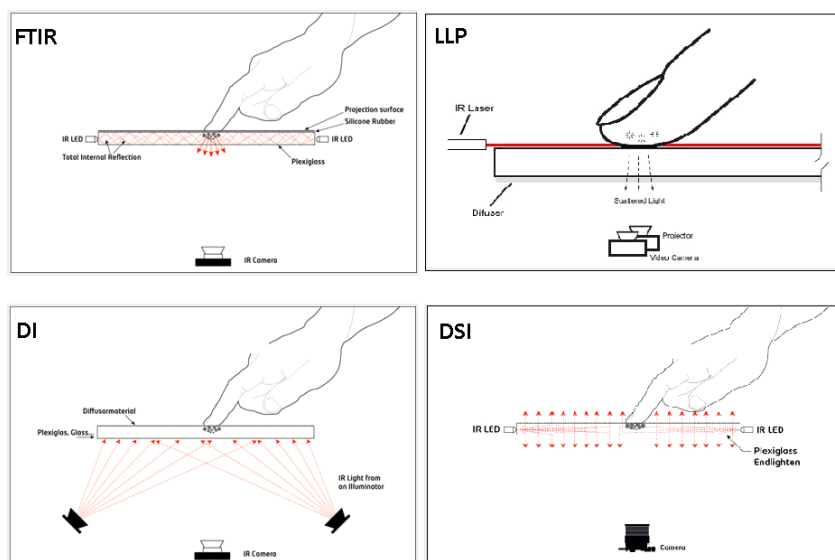 FTIR
Projection surface
Silicone Rubber
IR LED
IR LED
Total Internal Reflection
Plexiglass
IR Camera
LLP
IR Laser
Difuser
Scattered Light
Projector
Video Camera
DI
Diffusormaterial
Plexiglas, Glass...
IR Light from
an Illuminator
IR Camera
DSI
IR LED
IR LED
Plexiglass
Endlighten
Camera